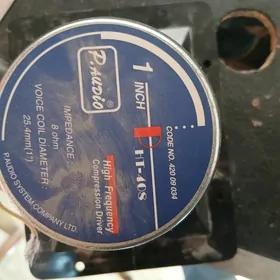 P.AUDIO
1 INCH
PH-408
CODE NO. 420 09 034
High-Frequency
Compression Driver
IMPEDANCE :
8 ohm
VOICE COIL DIAMETER :
25.4mm(1")
P.AUDIO SYSTEM COMPANY LTD.